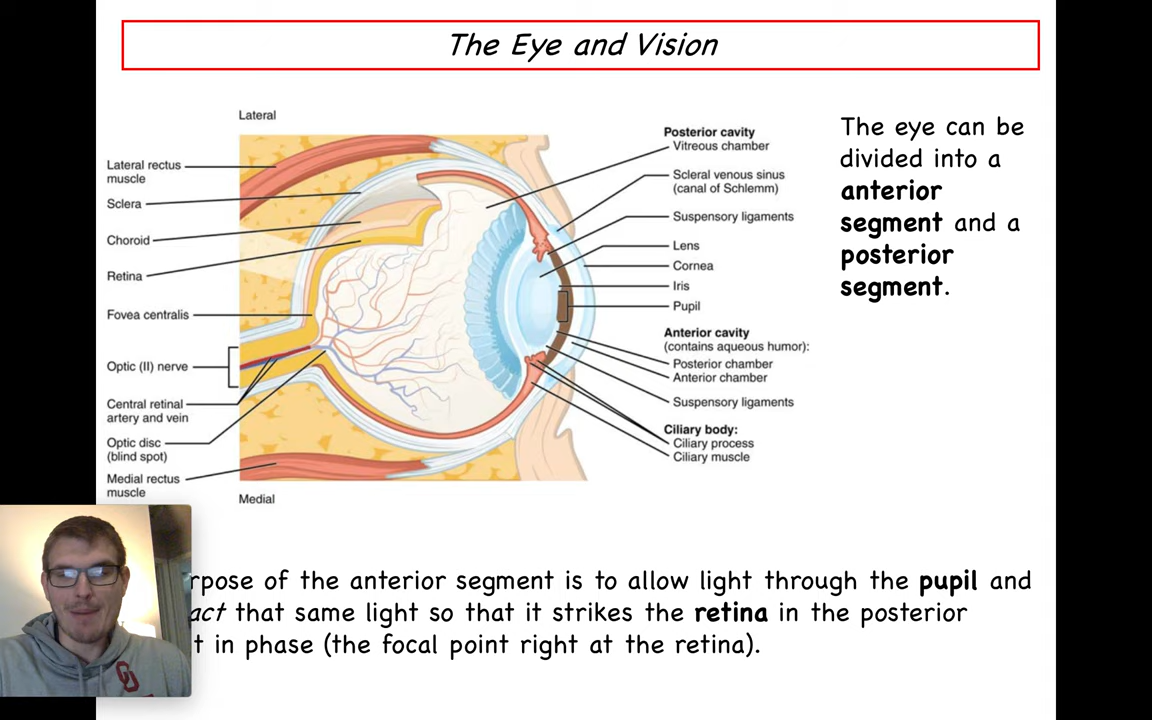 The Eye and Vision
Lateral
Lateral rectus
muscle
Sclera
Choroid
Retina
Fovea centralis
Optic (II) nerve
Central retinal
artery and vein
Optic disc
(blind spot)
Medial rectus
muscle
Medial
Posterior cavity
Vitreous chamber
Scleral venous sinus
(canal of Schlemm)
Suspensory ligaments
Lens
Cornea
Iris
Pupil
Anterior cavity
(contains aqueous humor):
Posterior chamber
Anterior chamber
Suspensory ligaments
Ciliary body:
Ciliary process
Ciliary muscle
The eye can be
divided into a
anterior
segment and a
posterior
segment.
rpose of the anterior segment is to allow light through the pupil and
act that same light so that it strikes the retina in the posterior
t in phase (the focal point right at the retina).